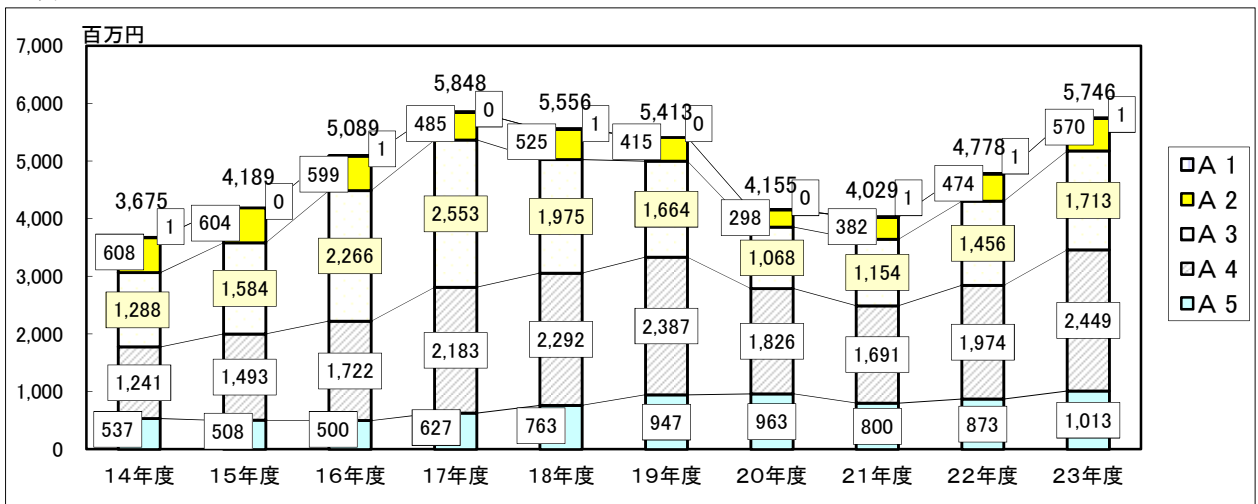 百万円
7,000
6,000
5,000
4,000
3,000
2,000
1,000
0
3,675 4,189 5,089 5,848 5,556 5,413 4,155 4,029 4,778 5,746
1 0 1 0 1 0 0 1 1 1
608 604 599 485 525 415 298 382 474 570
1,288 1,584 2,266 2,553 1,975 1,664 1,068 1,154 1,456 1,713
1,241 1,493 1,722 2,183 2,292 2,387 1,826 1,691 1,974 2,449
537 508 500 627 763 947 963 800 873 1,013
14年度 15年度 16年度 17年度 18年度 19年度 20年度 21年度 22年度 23年度
A 1
A 2
A 3
A 4
A 5